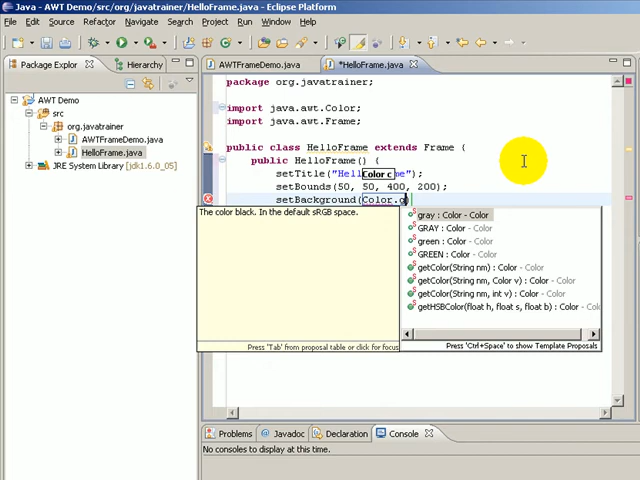 Java - AWT Demo/src/org/javatrainer/HelloFrame.java - Eclipse Platform
File Edit Source Refactor Navigate Search Project Run Window Help
Package Explor Hierarchy
AWTFrameDemo.java *HelloFrame.java
AWT Demo
src
org.javatrainer
AWTFrameDemo.java
HelloFrame.java
JRE System Library [jdk1.6.0_05]
package org.javatrainer;
import java.awt.Color;
import java.awt.Frame;
public class HelloFrame extends Frame {
public HelloFrame() {
setTitle("Hel Color c me");
setBounds(50, 50, 400, 200);
setBackground(Color.g)
The color black. In the default sRGB space.
Press 'Tab' from proposal table or click for focus
gray : Color - Color
GRAY : Color - Color
green : Color - Color
GREEN : Color - Color
getColor(String nm) : Color - Color
getColor(String nm, Color v) : Color - Color
getColor(String nm, int v) : Color - Color
getHSBColor(float h, float s, float b) : Color - Color
Press 'Ctrl+Space' to show Template Proposals
Problems Javadoc Declaration Console
No consoles to display at this time.